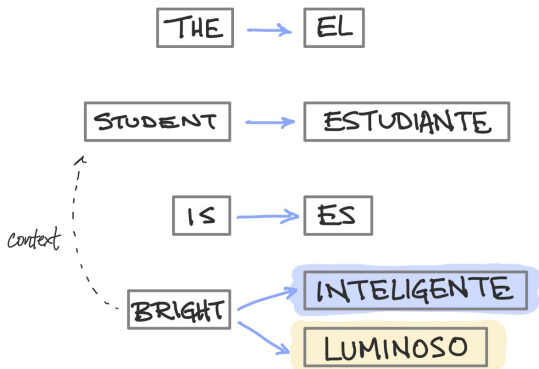 THE EL
STUDENT ESTUDIANTE
IS ES
context
BRIGHT INTELIGENTE
LUMINOSO